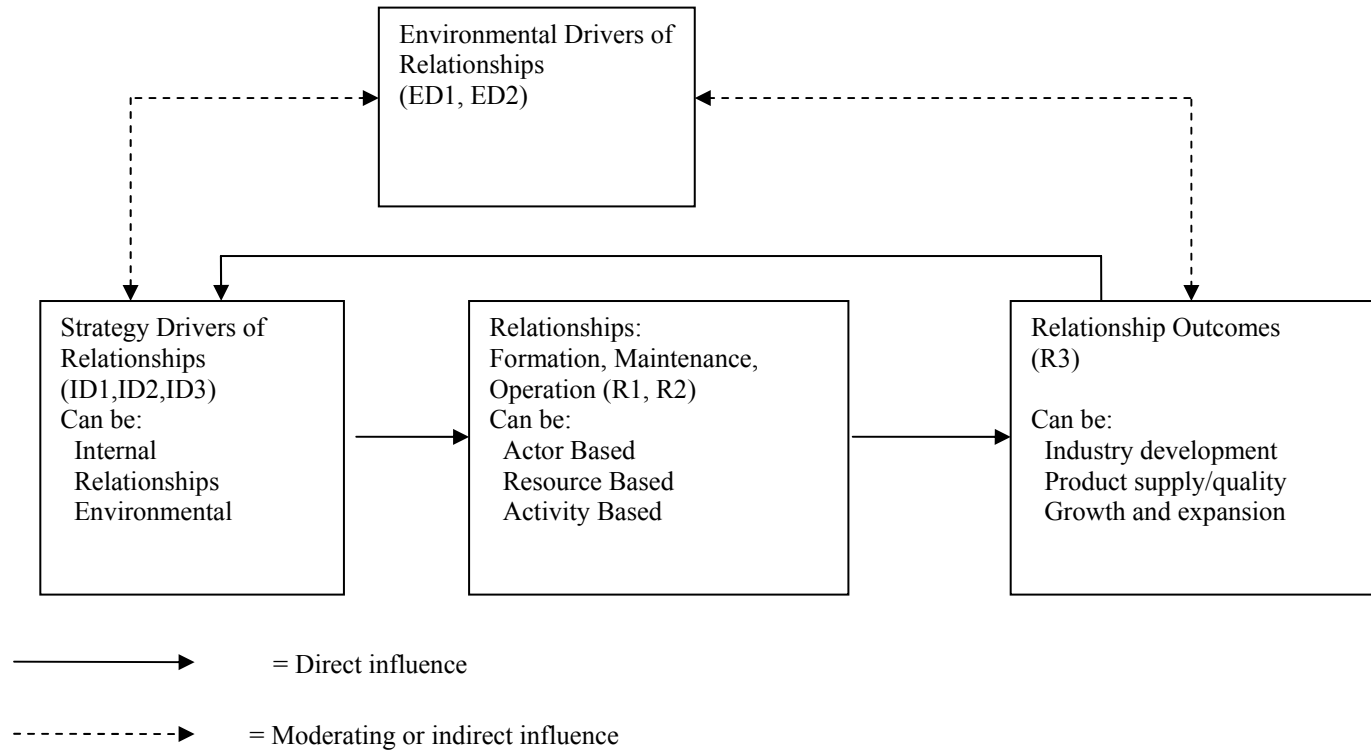 Environmental Drivers of
Relationships
(ED1, ED2)
Strategy Drivers of
Relationships
(ID1,ID2,ID3)
Can be:
Internal
Relationships
Environmental
Relationships:
Formation, Maintenance,
Operation (R1, R2)
Can be:
Actor Based
Resource Based
Activity Based
Relationship Outcomes
(R3)
Can be:
Industry development
Product supply/quality
Growth and expansion
= Direct influence
= Moderating or indirect influence